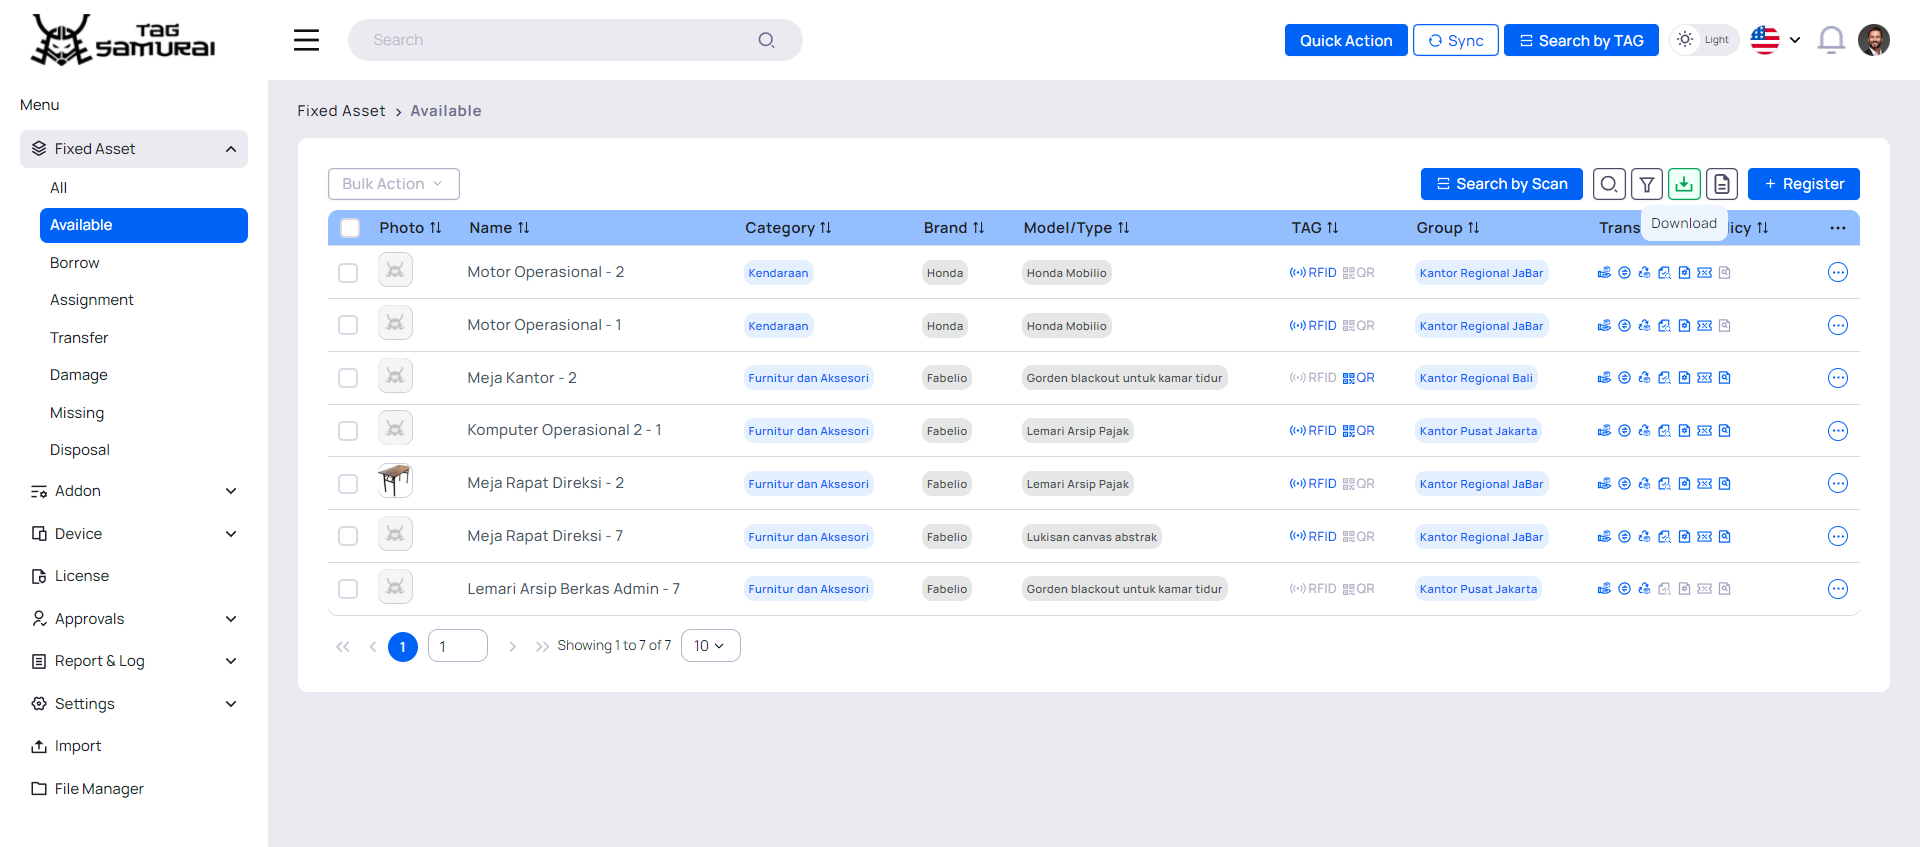 TAG SAMURAI
Search
Quick Action
Sync
Search by TAG
Light
Menu
Fixed Asset
All
Available
Borrow
Assignment
Transfer
Damage
Missing
Disposal
Addon
Device
License
Approvals
Report & Log
Settings
Import
File Manager
Fixed Asset > Available
Bulk Action
Search by Scan
+ Register
Download
Photo Name Category Brand Model/Type TAG Group Trans icy
Motor Operasional - 2 Kendaraan Honda Honda Mobilio RFID QR Kantor Regional JaBar
Motor Operasional - 1 Kendaraan Honda Honda Mobilio RFID QR Kantor Regional JaBar
Meja Kantor - 2 Furnitur dan Aksesori Fabelio Gorden blackout untuk kamar tidur RFID QR Kantor Regional Bali
Komputer Operasional 2 - 1 Furnitur dan Aksesori Fabelio Lemari Arsip Pajak RFID QR Kantor Pusat Jakarta
Meja Rapat Direksi - 2 Furnitur dan Aksesori Fabelio Lemari Arsip Pajak RFID QR Kantor Regional JaBar
Meja Rapat Direksi - 7 Furnitur dan Aksesori Fabelio Lukisan canvas abstrak RFID QR Kantor Regional JaBar
Lemari Arsip Berkas Admin - 7 Furnitur dan Aksesori Fabelio Gorden blackout untuk kamar tidur RFID QR Kantor Pusat Jakarta
1 1 Showing 1 to 7 of 7 10